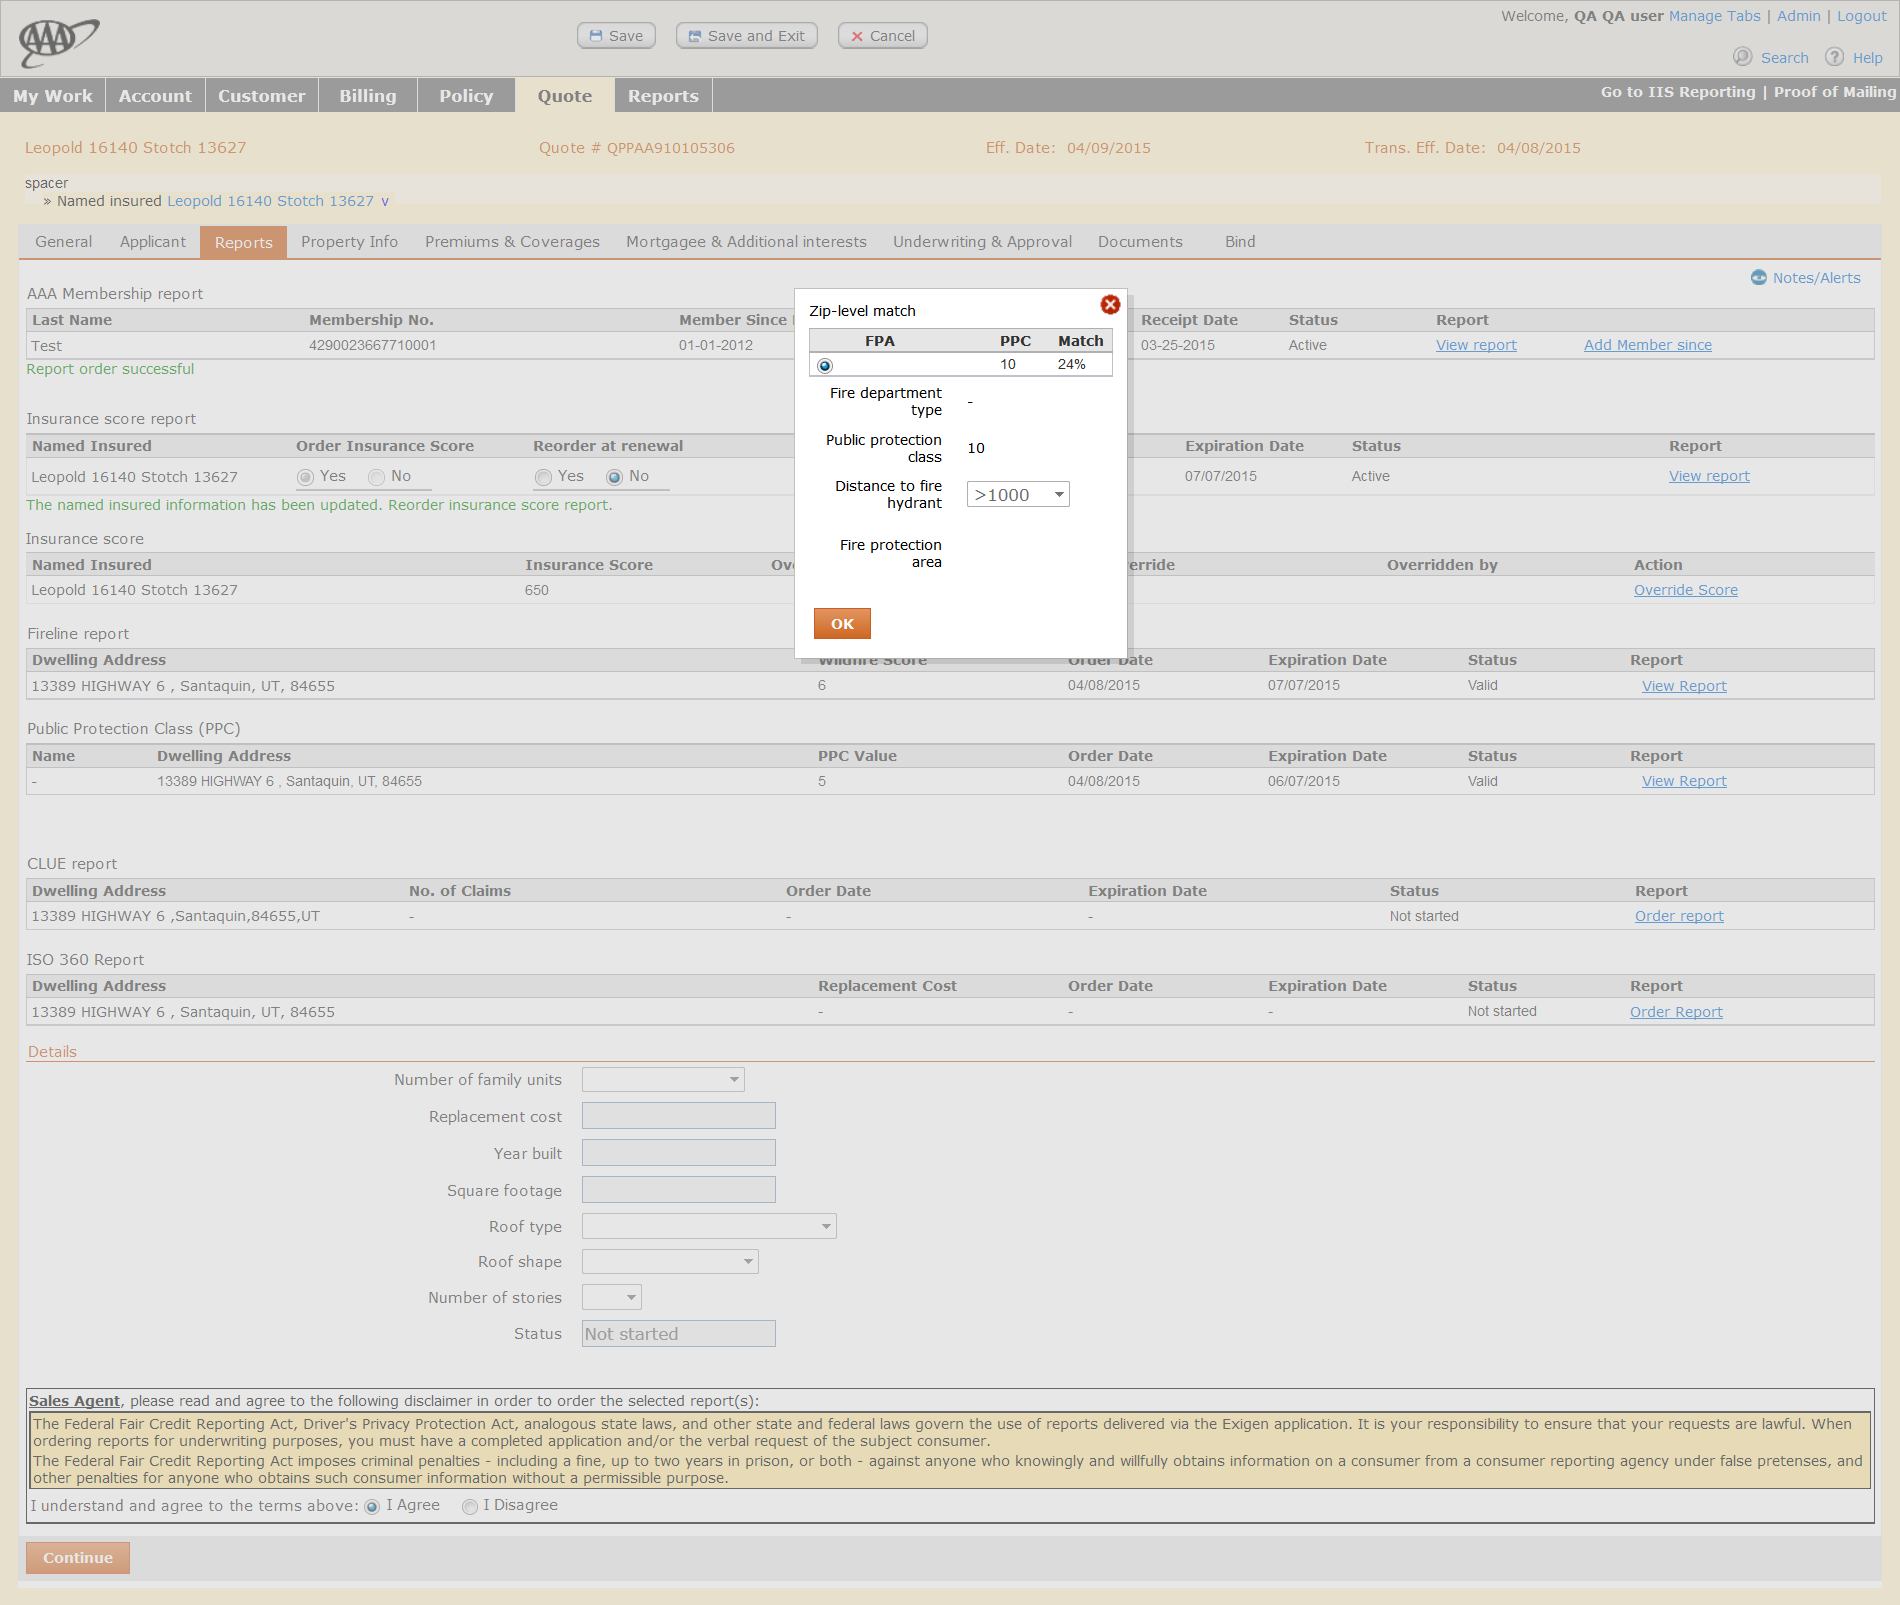 AAA
Save
Save and Exit
Cancel
Welcome, QA QA user Manage Tabs | Admin | Logout
Search
Help
My Work
Account
Customer
Billing
Policy
Quote
Reports
Go to IIS Reporting | Proof of Mailing
Leopold 16140 Stotch 13627
Quote # QPPAA910105306
Eff. Date: 04/09/2015
Trans. Eff. Date: 04/08/2015
spacer
» Named insured Leopold 16140 Stotch 13627 v
General
Applicant
Reports
Property Info
Premiums & Coverages
Mortgagee & Additional interests
Underwriting & Approval
Documents
Bind
Notes/Alerts
AAA Membership report
Last Name Membership No. Member Since Receipt Date Status Report
Test 4290023667710001 01-01-2012 03-25-2015 Active View report Add Member since
Report order successful
Insurance score report
Named Insured Order Insurance Score Reorder at renewal Expiration Date Status Report
Leopold 16140 Stotch 13627 Yes No Yes No 07/07/2015 Active View report
The named insured information has been updated. Reorder insurance score report.
Insurance score
Named Insured Insurance Score Ov erride Overridden by Action
Leopold 16140 Stotch 13627 650 Override Score
Zip-level match
FPA PPC Match
10 24%
Fire department
type -
Public protection
class 10
Distance to fire
hydrant >1000
Fire protection
area
OK
Fireline report
Dwelling Address Wildfire Score Order Date Expiration Date Status Report
13389 HIGHWAY 6 , Santaquin, UT, 84655 6 04/08/2015 07/07/2015 Valid View Report
Public Protection Class (PPC)
Name Dwelling Address PPC Value Order Date Expiration Date Status Report
- 13389 HIGHWAY 6 , Santaquin, UT, 84655 5 04/08/2015 06/07/2015 Valid View Report
CLUE report
Dwelling Address No. of Claims Order Date Expiration Date Status Report
13389 HIGHWAY 6 ,Santaquin,84655,UT - - - Not started Order report
ISO 360 Report
Dwelling Address Replacement Cost Order Date Expiration Date Status Report
13389 HIGHWAY 6 , Santaquin, UT, 84655 - - - Not started Order Report
Details
Number of family units
Replacement cost
Year built
Square footage
Roof type
Roof shape
Number of stories
Status Not started
Sales Agent, please read and agree to the following disclaimer in order to order the selected report(s):
The Federal Fair Credit Reporting Act, Driver's Privacy Protection Act, analogous state laws, and other state and federal laws govern the use of reports delivered via the Exigen application. It is your responsibility to ensure that your requests are lawful. When
ordering reports for underwriting purposes, you must have a completed application and/or the verbal request of the subject consumer.
The Federal Fair Credit Reporting Act imposes criminal penalties - including a fine, up to two years in prison, or both - against anyone who knowingly and willfully obtains information on a consumer from a consumer reporting agency under false pretenses, and
other penalties for anyone who obtains such consumer information without a permissible purpose.
I understand and agree to the terms above: I Agree I Disagree
Continue